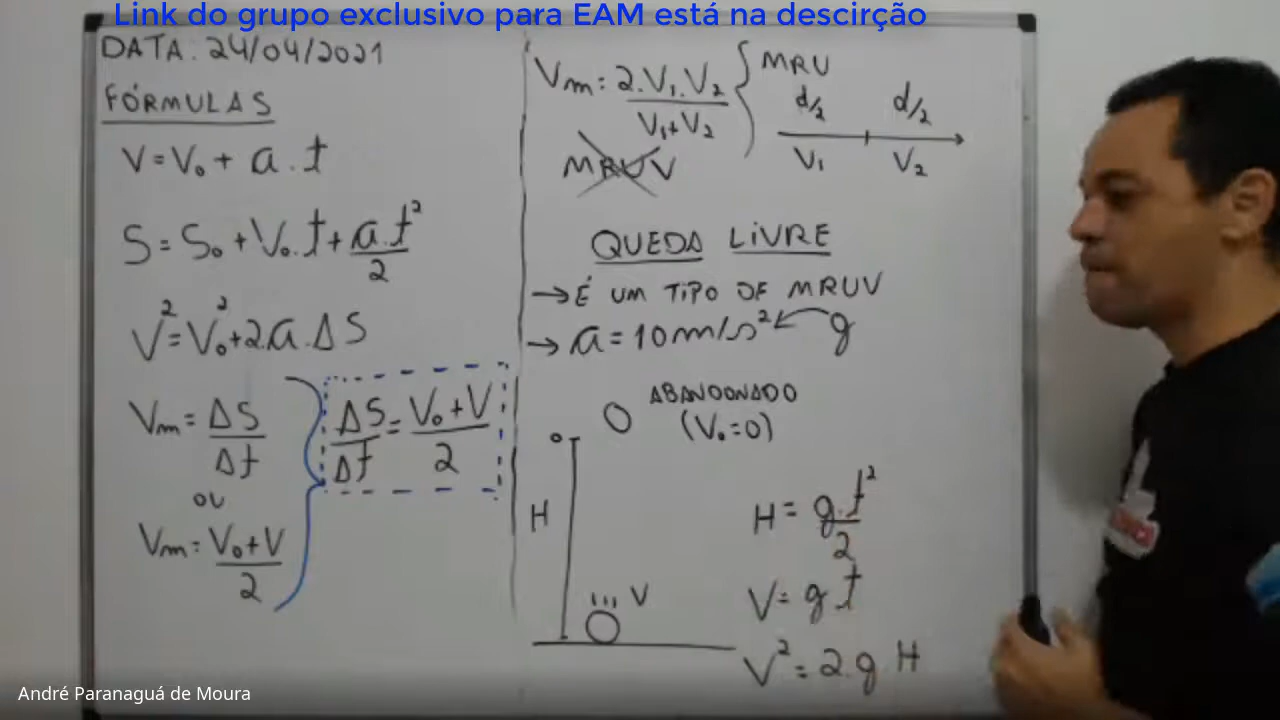 Link do grupo exclusivo para EAM está na descirção
DATA: 24/04/2021
FÓRMULAS
V=V₀+a.t
S=S₀+V₀.t+a.t²/2
V²=V₀²+2.a.ΔS
Vm=ΔS/Δt
OU
Vm=V₀+V/2
ΔS/Δt=V₀+V/2
Vm:2.V₁.V₂/V₁+V₂
MRUV
MRU
d/2 d/2
V₁ V₂
QUEDA LIVRE
→É UM TIPO DE MRUV
→a=10m/s² g
ABANDONADO
(V₀=0)
H
V
H=g.t²/2
V=gt
V²=2.g H
André Paranaguá de Moura